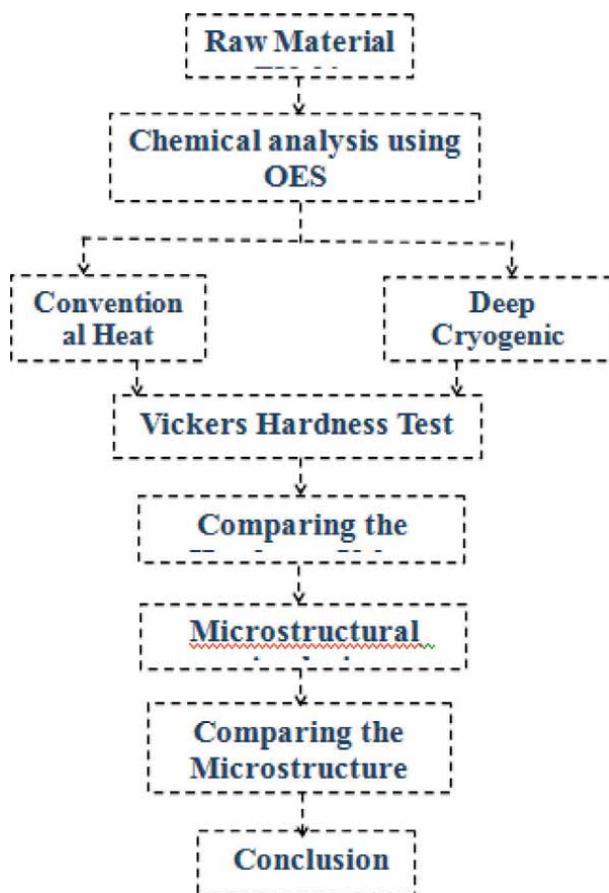 Raw Material
Chemical analysis using
OES
Convention
al Heat
Deep
Cryogenic
Vickers Hardness Test
Comparing the
Microstructural
Comparing the
Microstructure
Conclusion